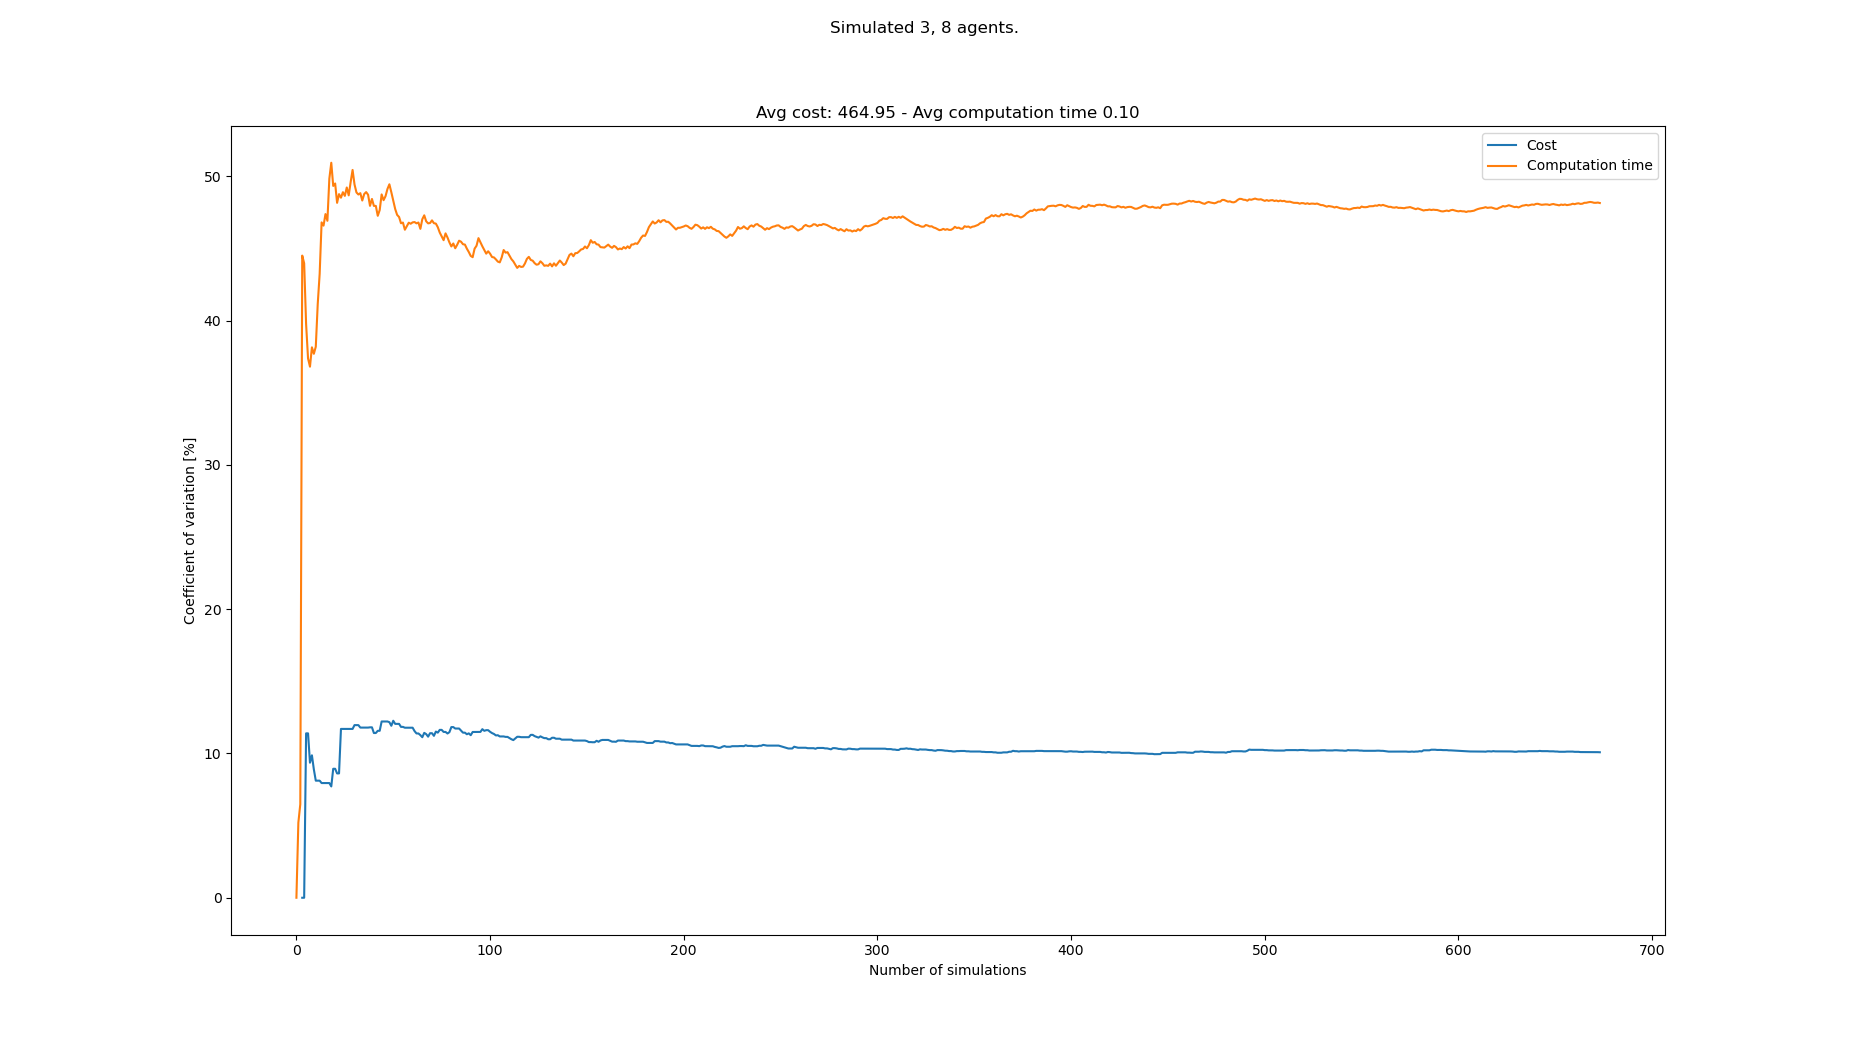 Simulated 3, 8 agents.
Avg cost: 464.95 - Avg computation time 0.10
Cost
Computation time
50
40
30
20
10
0
Coefficient of variation [%]
0 100 200 300 400 500 600 700
Number of simulations